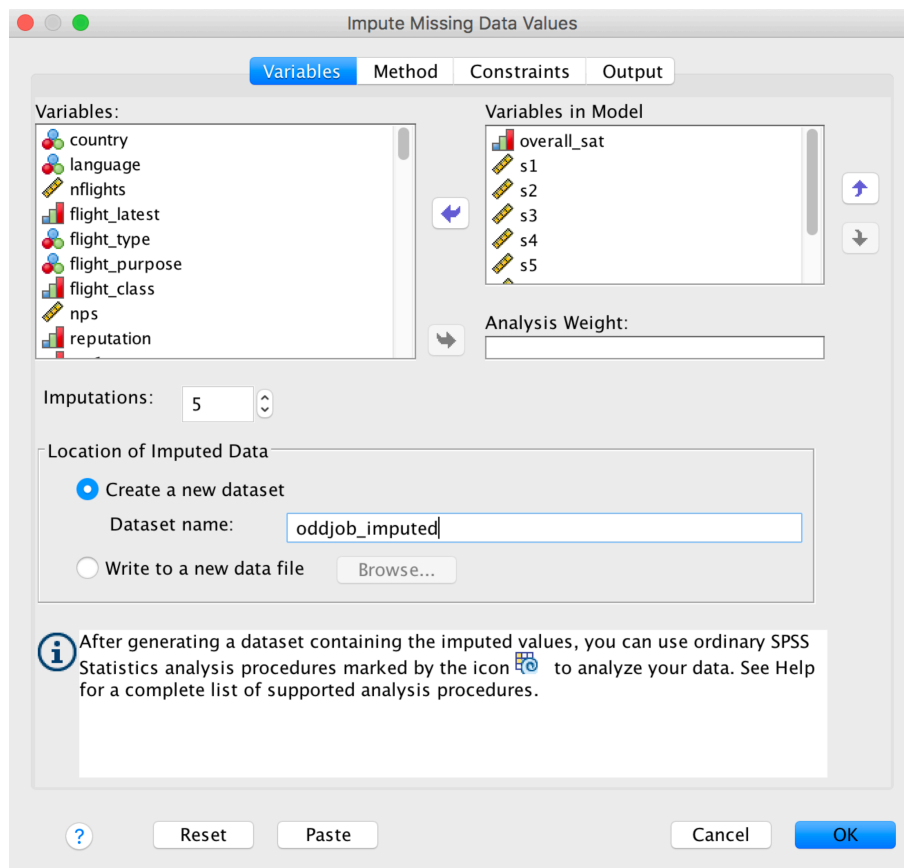 Impute Missing Data Values
Variables Method Constraints Output
Variables:
country
language
nflights
flight_latest
flight_type
flight_purpose
flight_class
nps
reputation
Variables in Model
overall_sat
s1
s2
s3
s4
s5
Analysis Weight:
Imputations: 5
Location of Imputed Data
Create a new dataset
Dataset name: oddjob_imputed
Write to a new data file Browse...
After generating a dataset containing the imputed values, you can use ordinary SPSS
Statistics analysis procedures marked by the icon to analyze your data. See Help
for a complete list of supported analysis procedures.
? Reset Paste Cancel OK